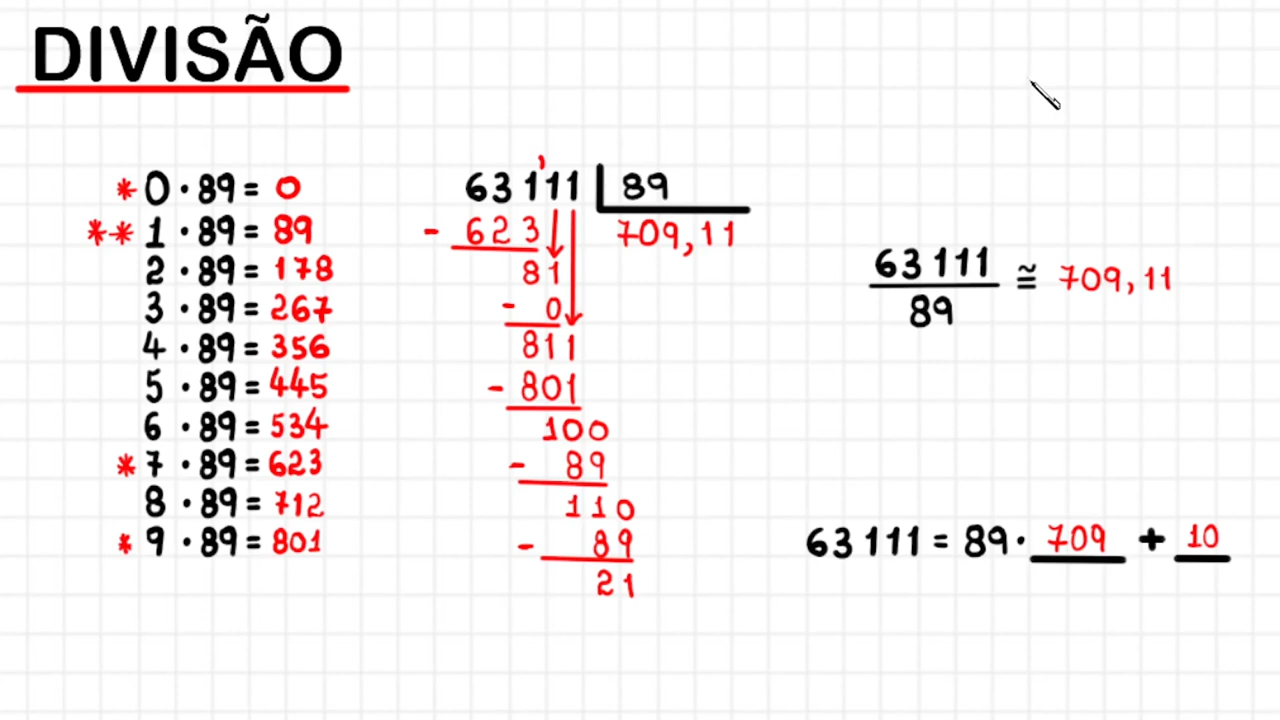 DIVISÃO
* 0 · 89 = 0
** 1 · 89 = 89
2 · 89 = 178
3 · 89 = 267
4 · 89 = 356
5 · 89 = 445
6 · 89 = 534
* 7 · 89 = 623
8 · 89 = 712
* 9 · 89 = 801
63 1'11 89
- 623 709,11
81
- 0
811
- 801
100
- 89
110
- 89
21
63 111
89
≅ 709,11
63 111 = 89 · 709 + 10